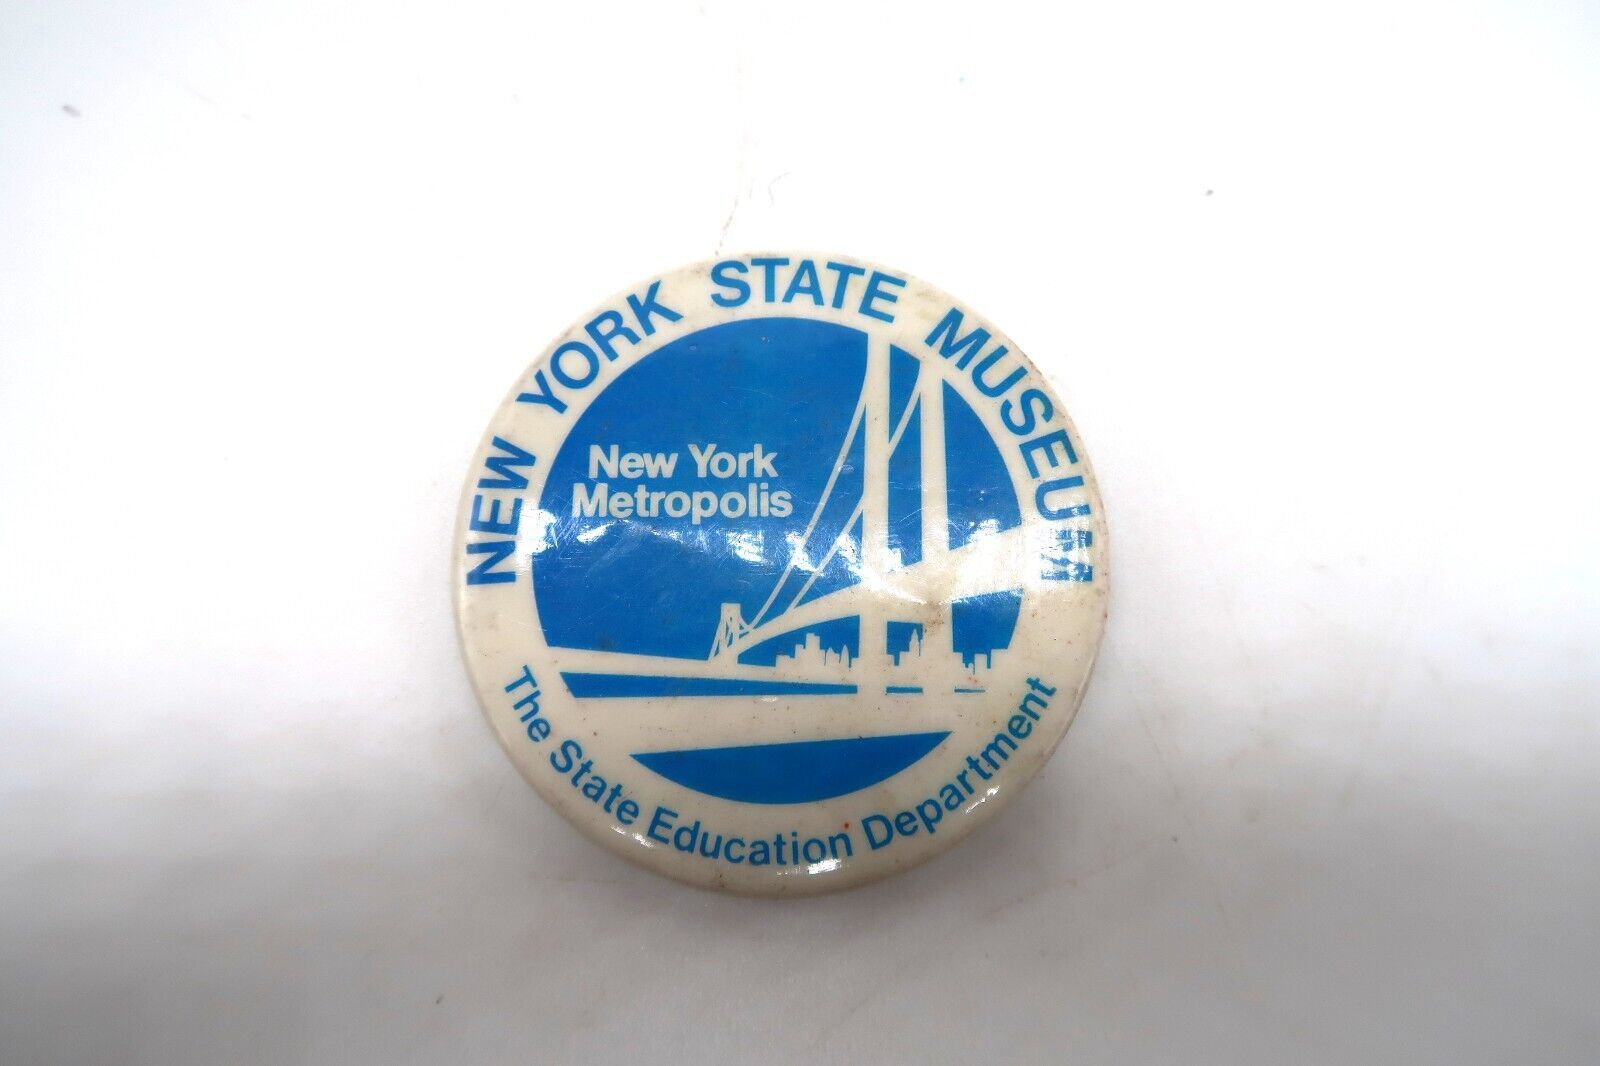 NEW YORK STATE MUSEUM
New York
Metropolis
The State Education Department